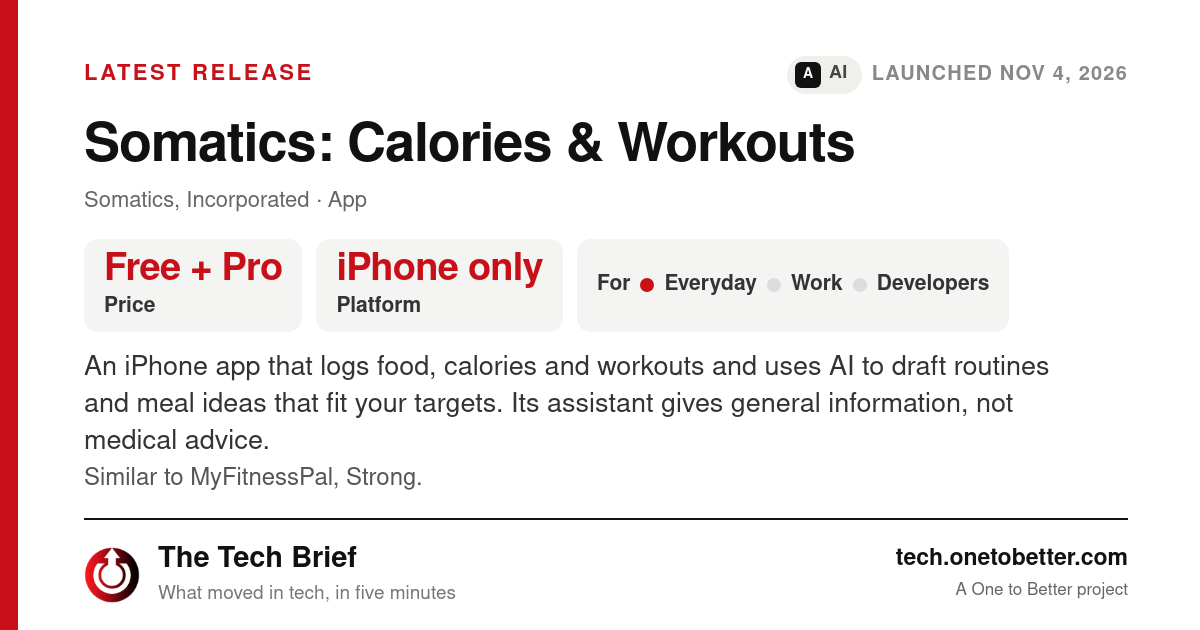 LATEST RELEASE
A AI LAUNCHED NOV 4, 2026
Somatics: Calories & Workouts
Somatics, Incorporated · App
Free + Pro
Price
iPhone only
Platform
For Everyday Work Developers
An iPhone app that logs food, calories and workouts and uses AI to draft routines
and meal ideas that fit your targets. Its assistant gives general information, not
medical advice.
Similar to MyFitnessPal, Strong.
The Tech Brief
What moved in tech, in five minutes
tech.onetobetter.com
A One to Better project